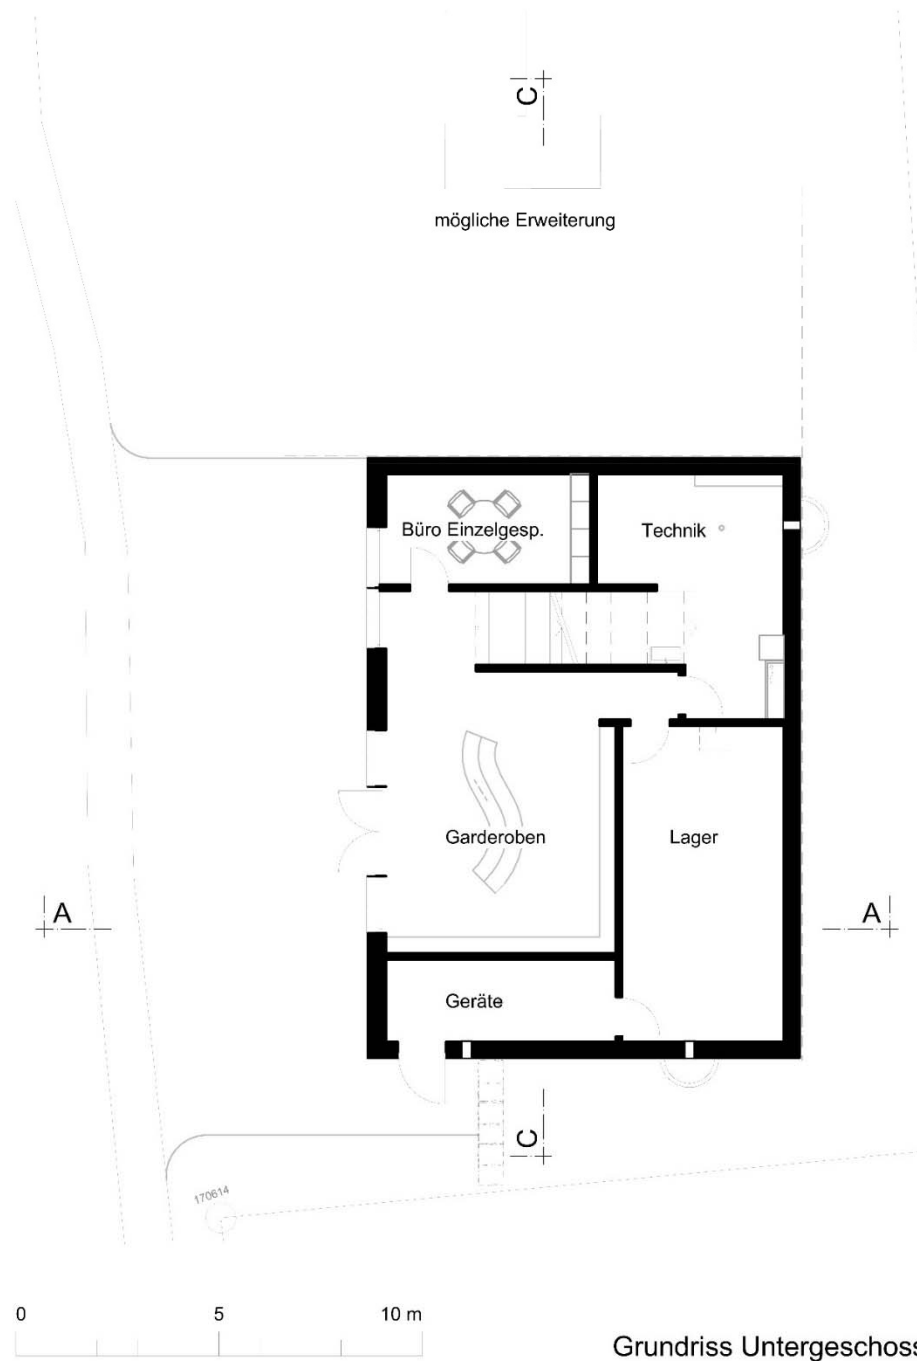 C
mögliche Erweiterung
Büro Einzelgesp.
Technik
Garderoben
Lager
A
A
Geräte
C
170614
0 5 10 m
Grundriss Untergeschoss